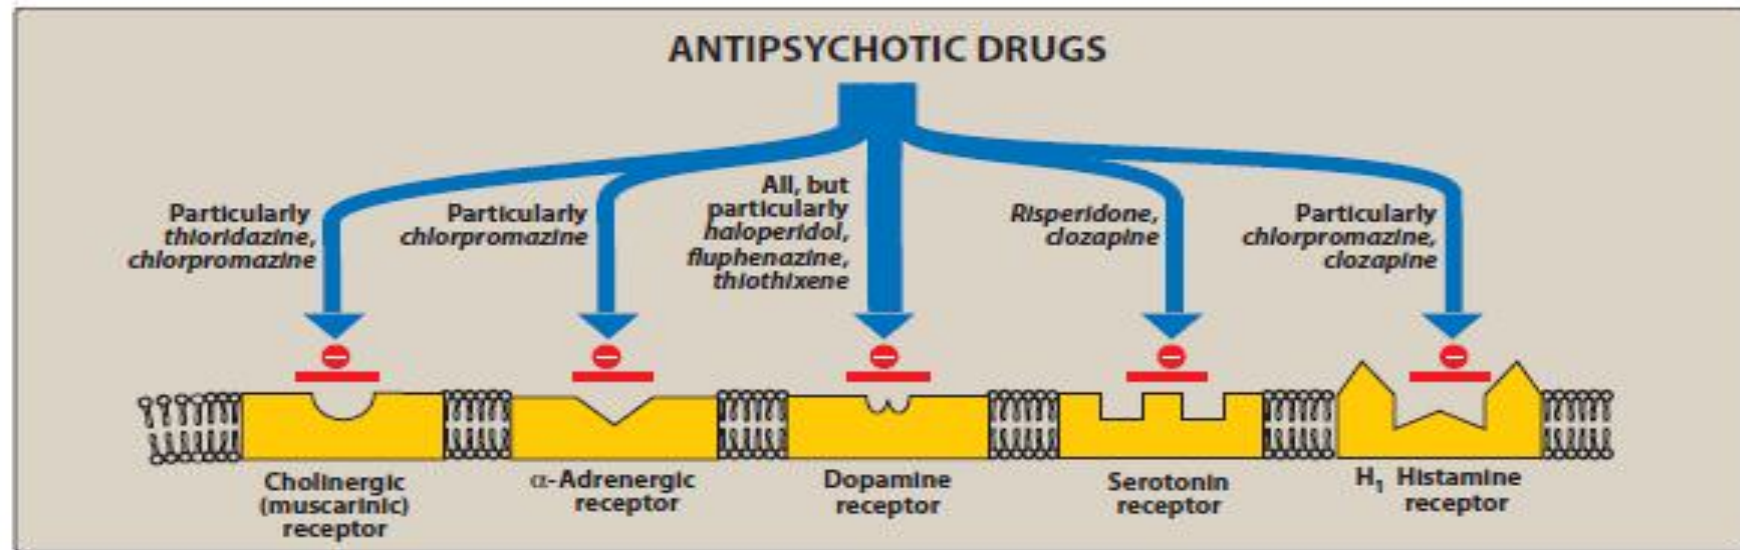 ANTIPSYCHOTIC DRUGS
Particularly
thioridazine,
chlorpromazine
Particularly
chlorpromazine
All, but
particularly
haloperidol,
fluphenazine,
thiothixene
Risperidone,
clozapine
Particularly
chlorpromazine,
clozapine
Cholinergic
(muscarinic)
receptor
α-Adrenergic
receptor
Dopamine
receptor
Serotonin
receptor
H₁ Histamine
receptor